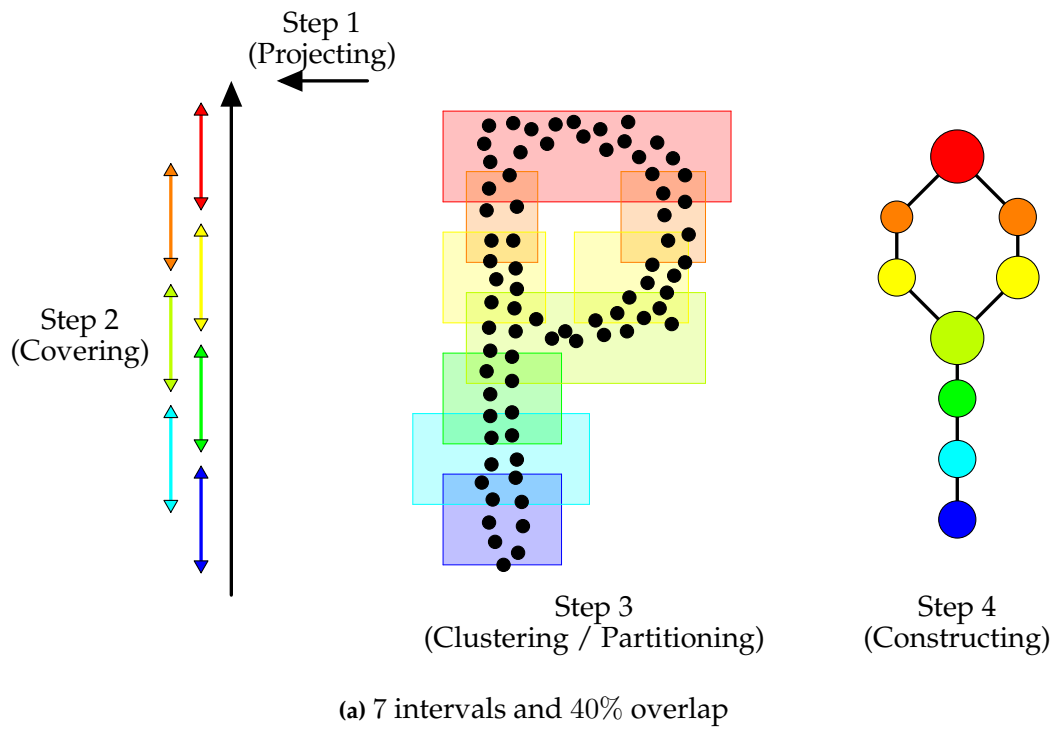 Step 1
(Projecting)
Step 2
(Covering)
Step 3
(Clustering / Partitioning)
Step 4
(Constructing)
(a) 7 intervals and 40% overlap